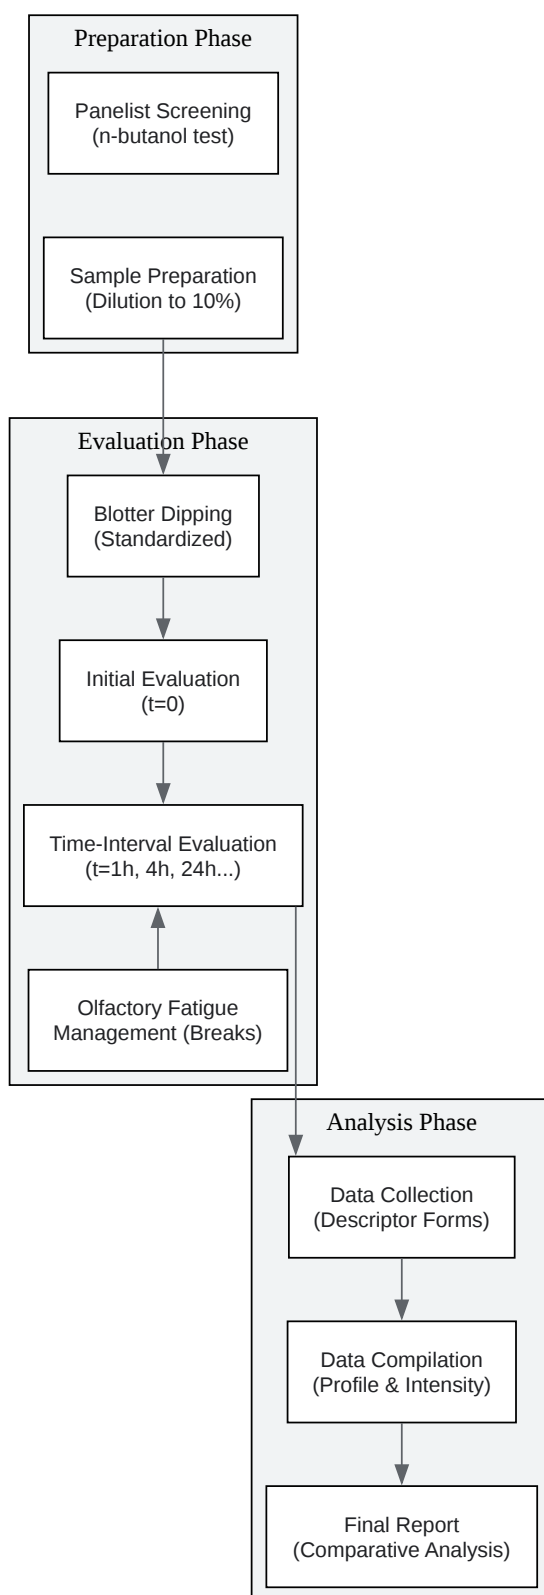 Preparation Phase
Panelist Screening
(n-butanol test)
Sample Preparation
(Dilution to 10%)
Evaluation Phase
Blotter Dipping
(Standardized)
Initial Evaluation
(t=0)
Time-Interval Evaluation
(t=1h, 4h, 24h...)
Olfactory Fatigue
Management (Breaks)
Analysis Phase
Data Collection
(Descriptor Forms)
Data Compilation
(Profile & Intensity)
Final Report
(Comparative Analysis)